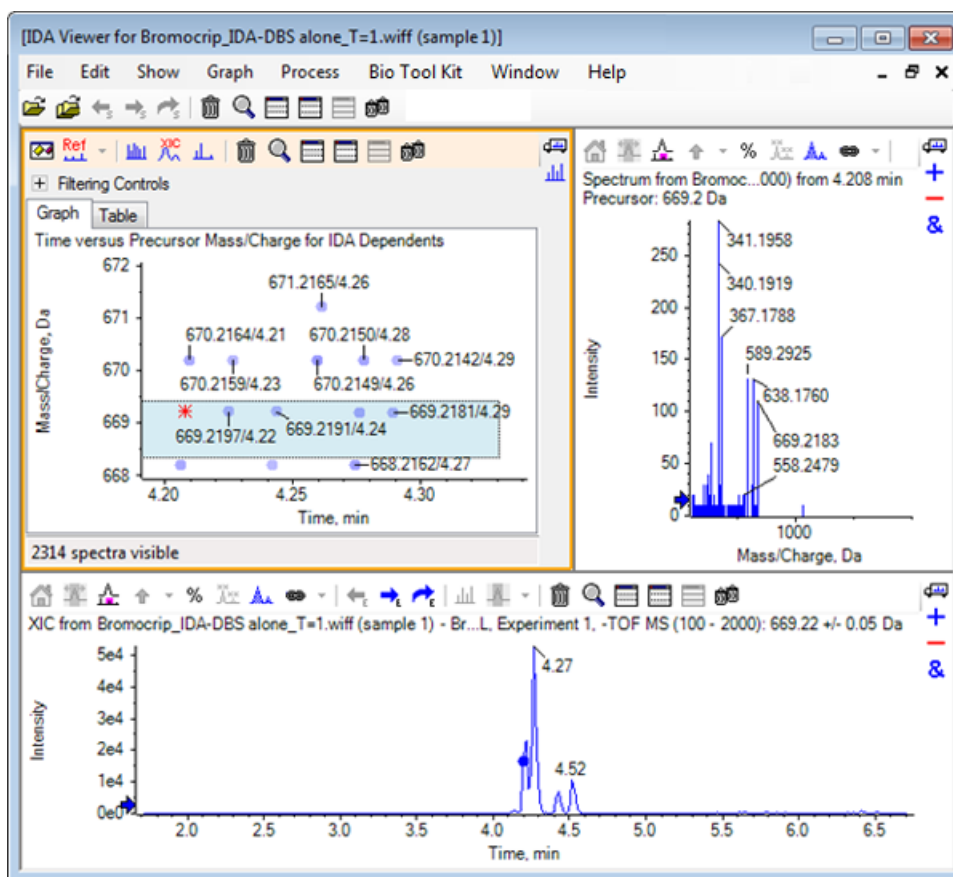 [IDA Viewer for Bromocrip_IDA-DBS alone_T=1.wiff (sample 1)]
File Edit Show Graph Process Bio Tool Kit Window Help
Ref XIC
Filtering Controls
Graph Table
Time versus Precursor Mass/Charge for IDA Dependents
672
671
670
669
668
Mass/Charge, Da
671.2165/4.26
670.2164/4.21 670.2150/4.28
670.2142/4.29
670.2159/4.23 670.2149/4.26
669.2181/4.29
669.2197/4.22 669.2191/4.24
668.2162/4.27
4.20 4.25 4.30
Time, min
2314 spectra visible
%
Spectrum from Bromoc...000) from 4.208 min
Precursor: 669.2 Da
+
&
250
200
150
100
50
0
Intensity
341.1958
340.1919
367.1788
589.2925
638.1760
669.2183
558.2479
1000
Mass/Charge, Da
%
XIC from Bromocrip_IDA-DBS alone_T=1.wiff (sample 1) - Br...L, Experiment 1, -TOF MS (100 - 2000): 669.22 +/- 0.05 Da
+
&
5e4
4e4
3e4
2e4
1e4
0e0
Intensity
4.27
4.52
2.0 2.5 3.0 3.5 4.0 4.5 5.0 5.5 6.0 6.5
Time, min